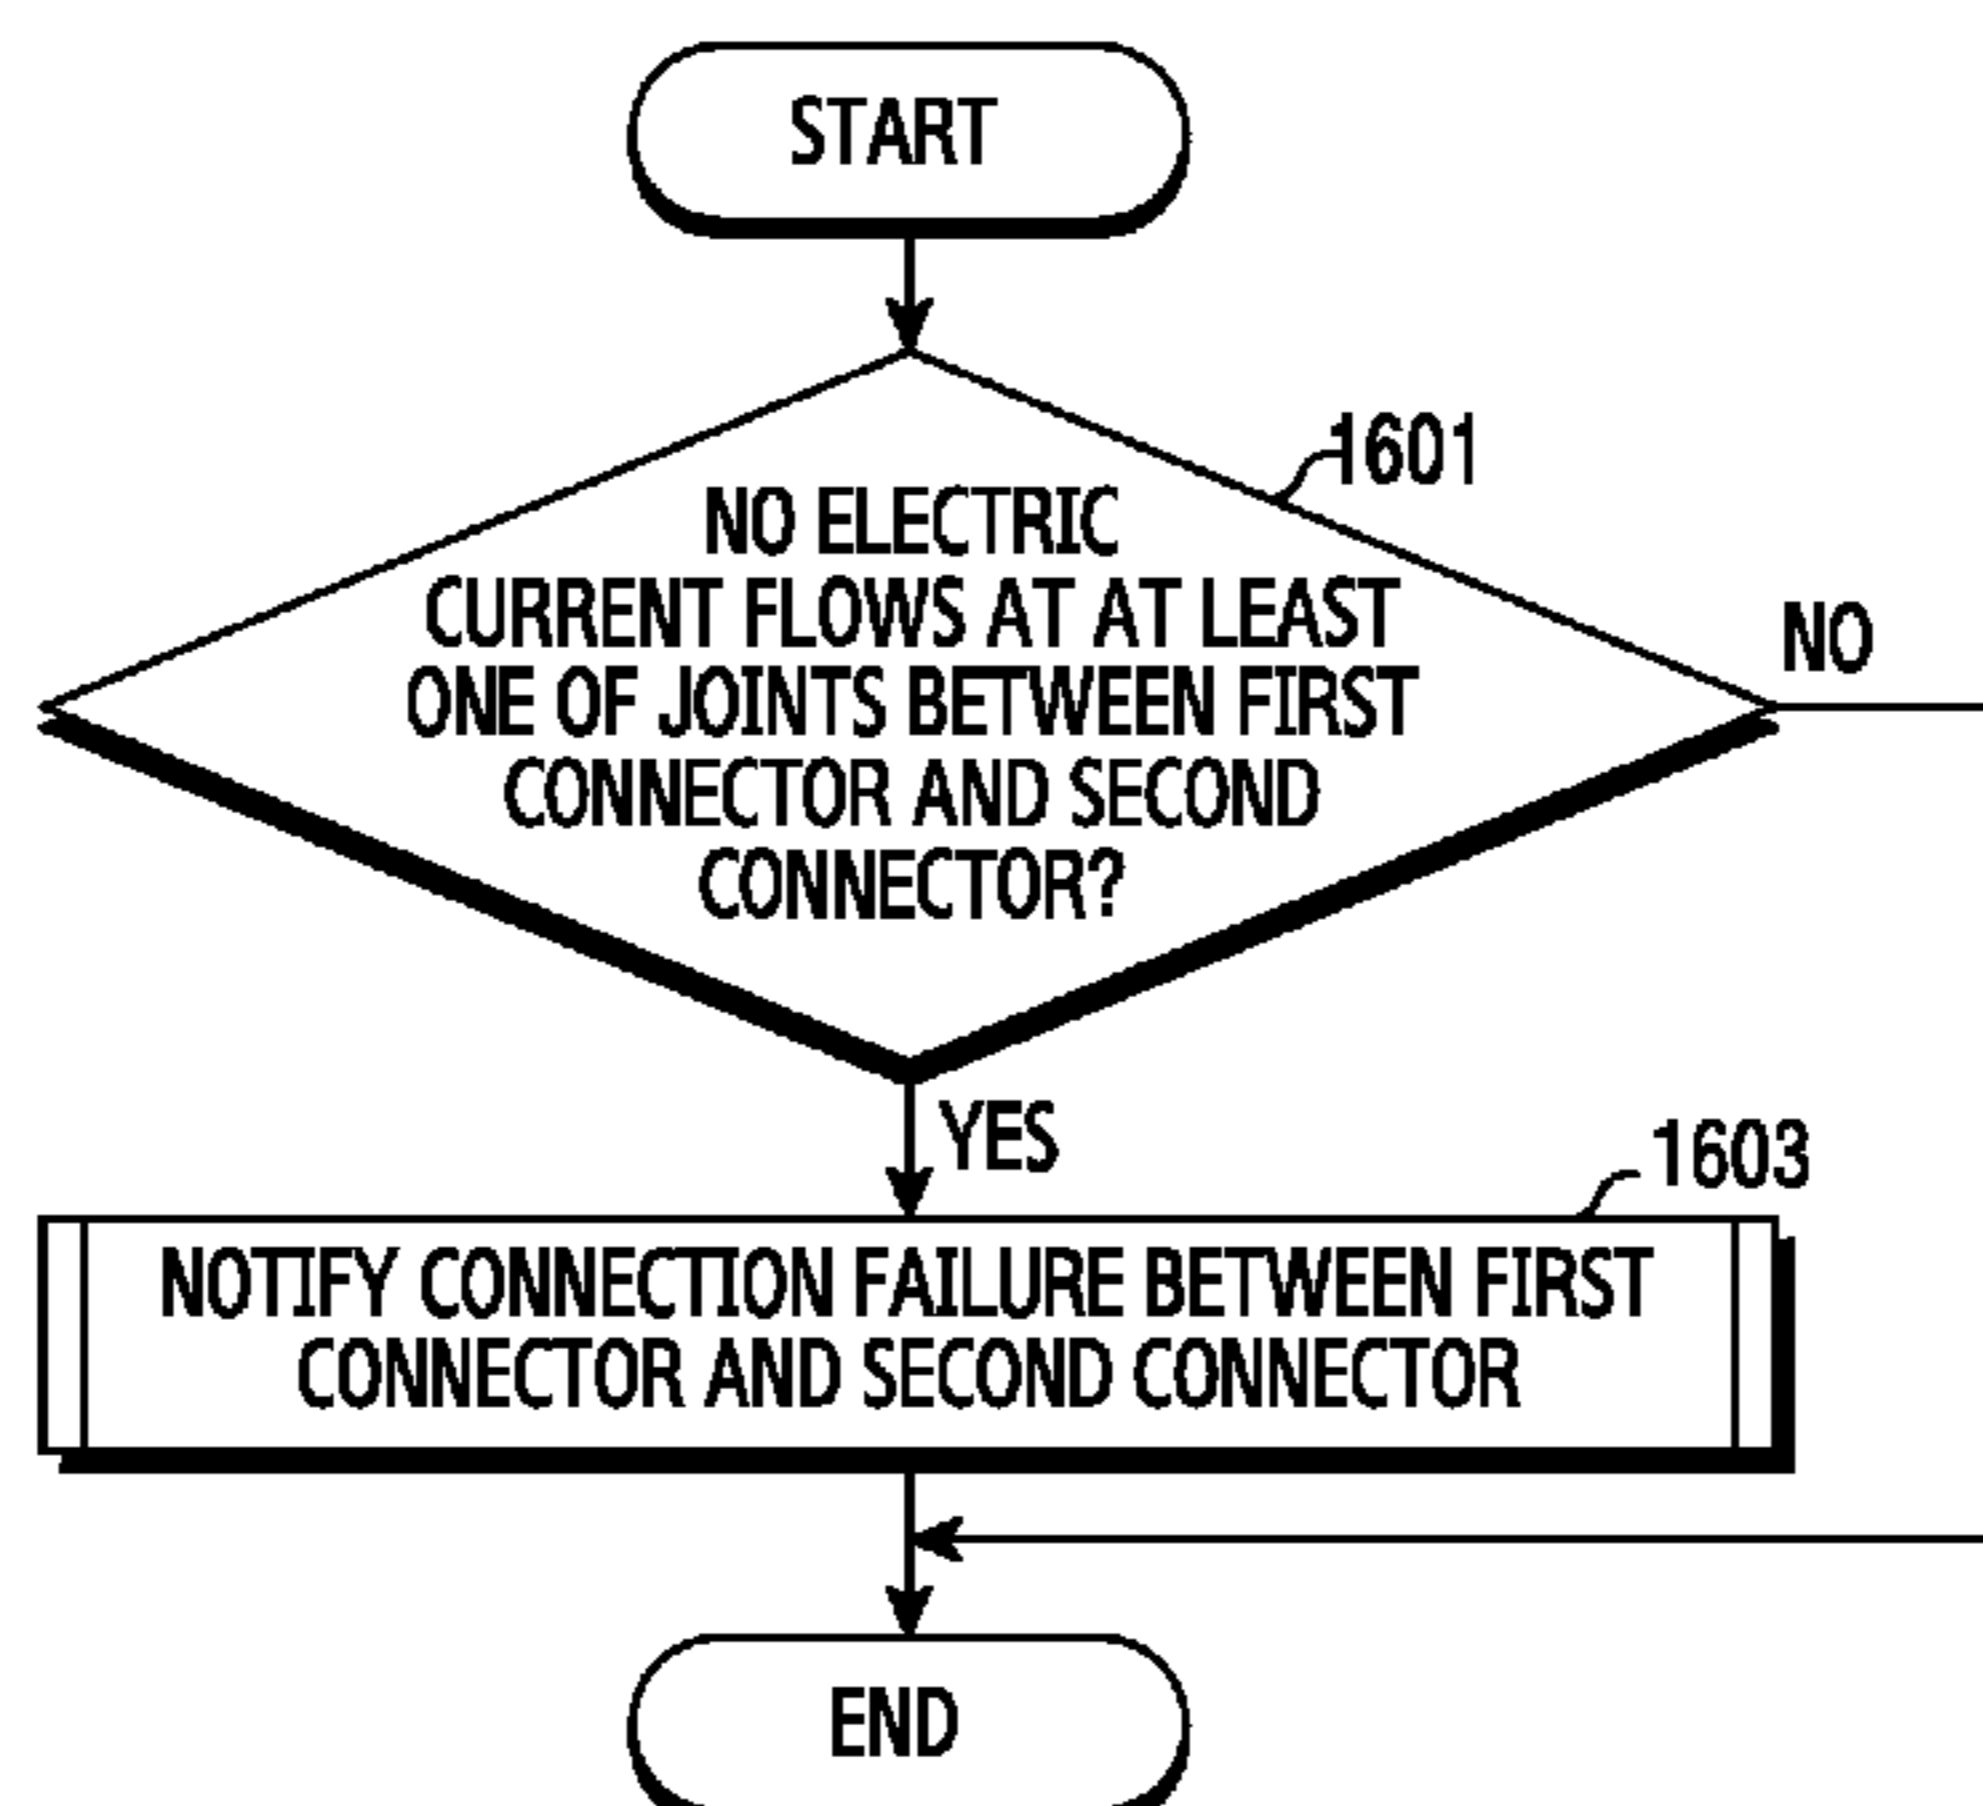 START
1601
NO ELECTRIC
CURRENT FLOWS AT AT LEAST
ONE OF JOINTS BETWEEN FIRST
CONNECTOR AND SECOND
CONNECTOR?
NO
YES
1603
NOTIFY CONNECTION FAILURE BETWEEN FIRST
CONNECTOR AND SECOND CONNECTOR
END